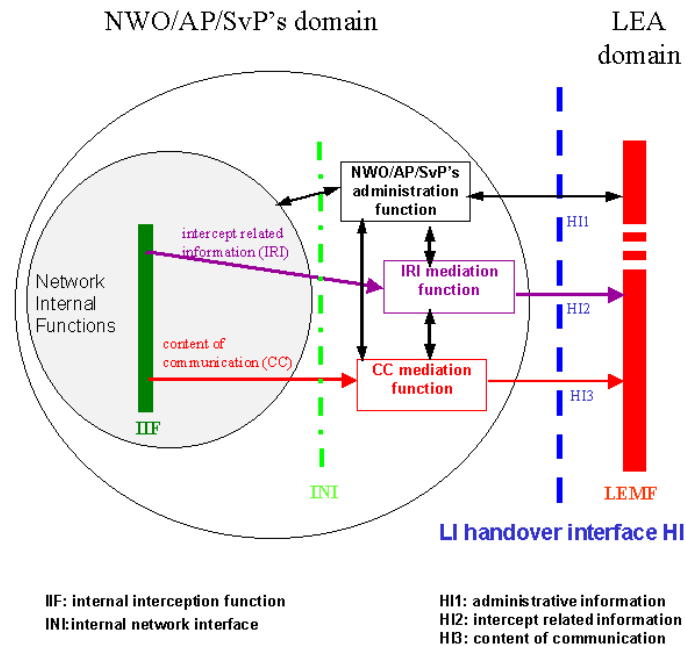 NWO/AP/SvP's domain
LEA
domain
NWO/AP/SvP's
administration
function
intercept related
information (IRI)
HI1
IRI mediation
function
Network
Internal
Functions
HI2
content of
communication (CC)
CC mediation
function
HI3
IIF
INI
LEMF
LI handover interface HI
IIF: internal interception function
INI:internal network interface
HI1: administrative information
HI2: intercept related information
HI3: content of communication